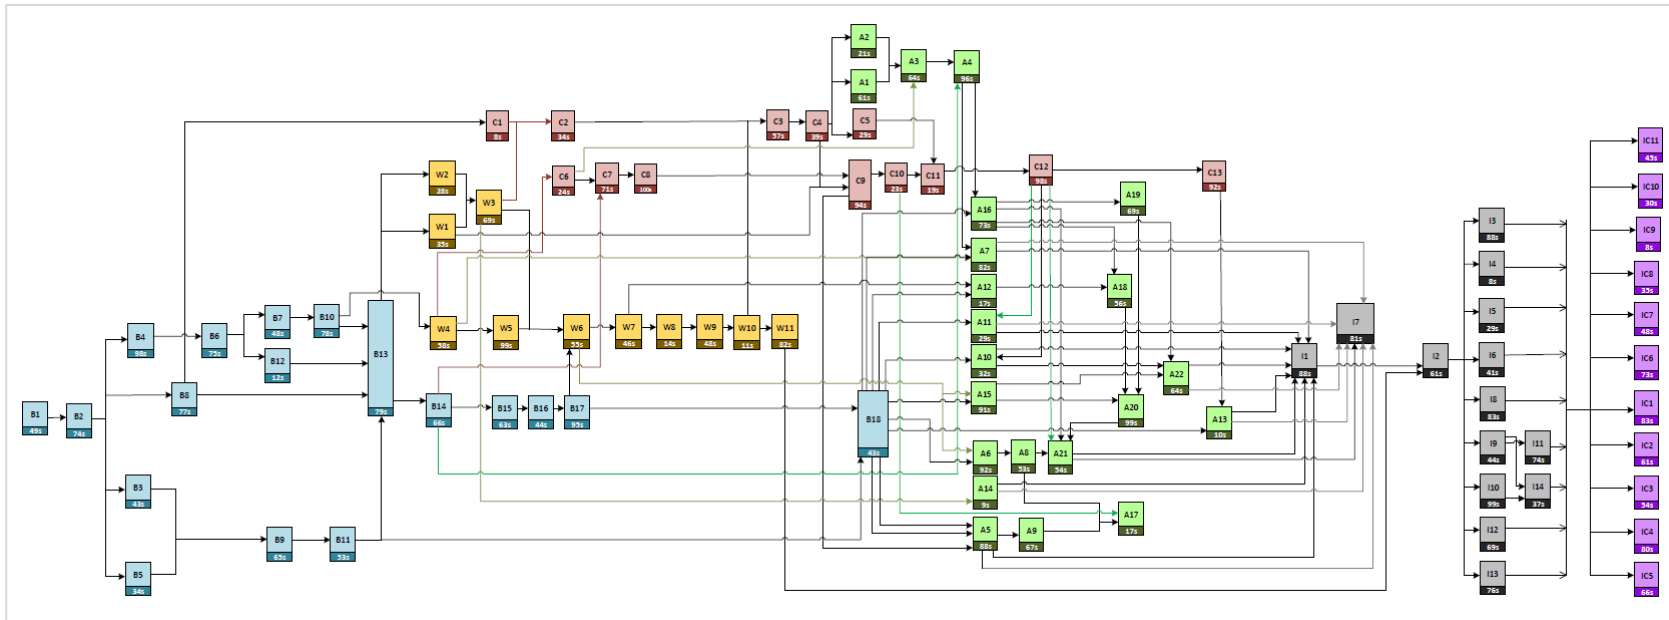 B1
49s
B2
74s
B4
98s
B8
77s
B3
43s
B5
34s
B6
75s
B7
48s
B12
12s
B10
78s
B9
65s
B11
53s
B13
79s
B14
66s
B15
63s
B16
44s
B17
95s
B18
43s
W2
28s
W1
35s
W3
69s
W4
58s
W5
99s
W6
55s
W7
46s
W8
14s
W9
48s
W10
11s
W11
82s
C1
8s
C2
34s
C3
57s
C4
39s
C5
29s
C6
24s
C7
71s
C8
100s
C9
94s
C10
23s
C11
19s
C12
98s
C13
92s
A2
21s
A1
61s
A3
64s
A4
96s
A16
73s
A7
82s
A12
17s
A11
29s
A10
32s
A15
91s
A6
92s
A8
53s
A21
54s
A14
9s
A5
88s
A9
67s
A17
17s
A19
69s
A18
56s
A22
64s
A20
99s
A13
10s
I1
88s
I7
81s
I2
61s
I3
88s
I4
8s
I5
29s
I6
41s
I8
83s
I9
44s
I11
74s
I10
99s
I14
37s
I12
69s
I13
76s
IC11
45s
IC10
30s
IC9
8s
IC8
35s
IC7
48s
IC6
73s
IC1
83s
IC2
61s
IC3
54s
IC4
80s
IC5
66s